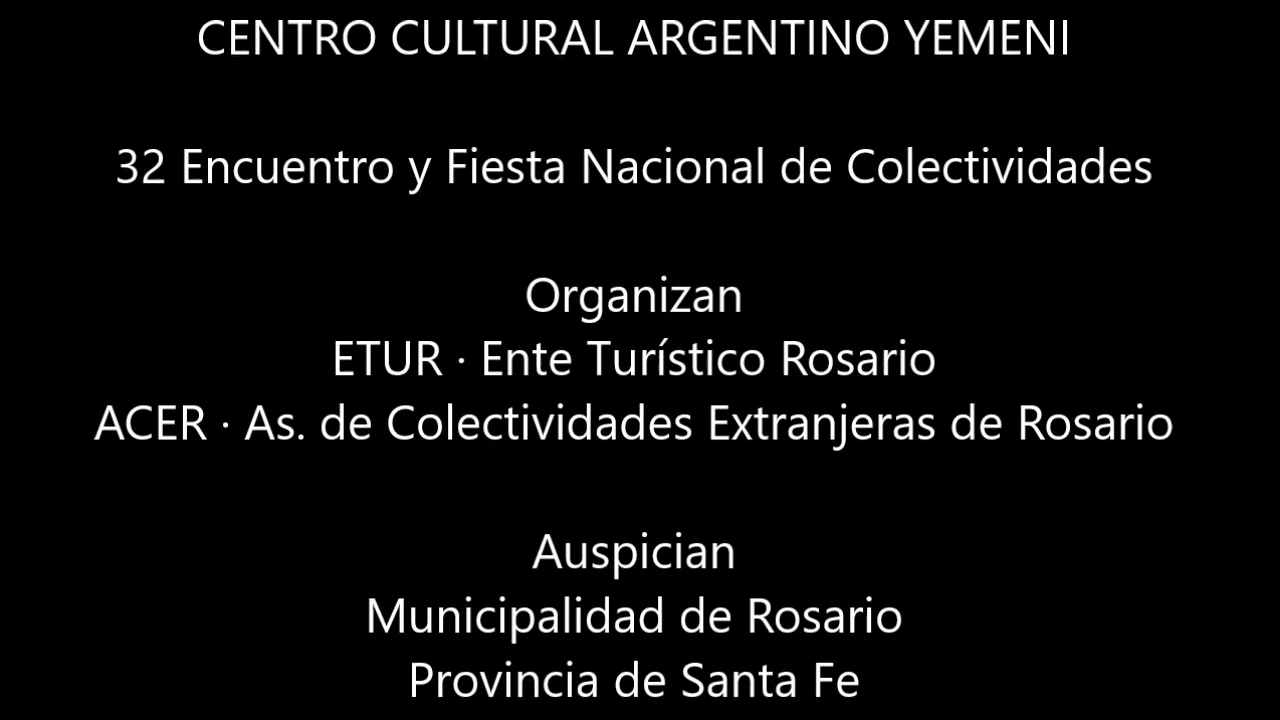 CENTRO CULTURAL ARGENTINO YEMENI
32 Encuentro y Fiesta Nacional de Colectividades
Organizan
ETUR · Ente Turístico Rosario
ACER · As. de Colectividades Extranjeras de Rosario
Auspician
Municipalidad de Rosario
Provincia de Santa Fe